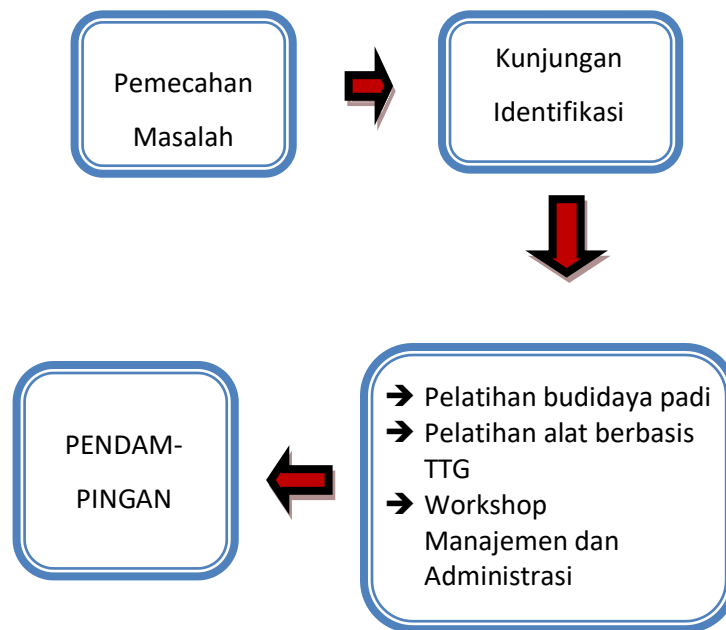 Pemecahan
Masalah
Kunjungan
Identifikasi
➔ Pelatihan budidaya padi
➔ Pelatihan alat berbasis
TTG
➔ Workshop
Manajemen dan
Administrasi
PENDAM-
PINGAN